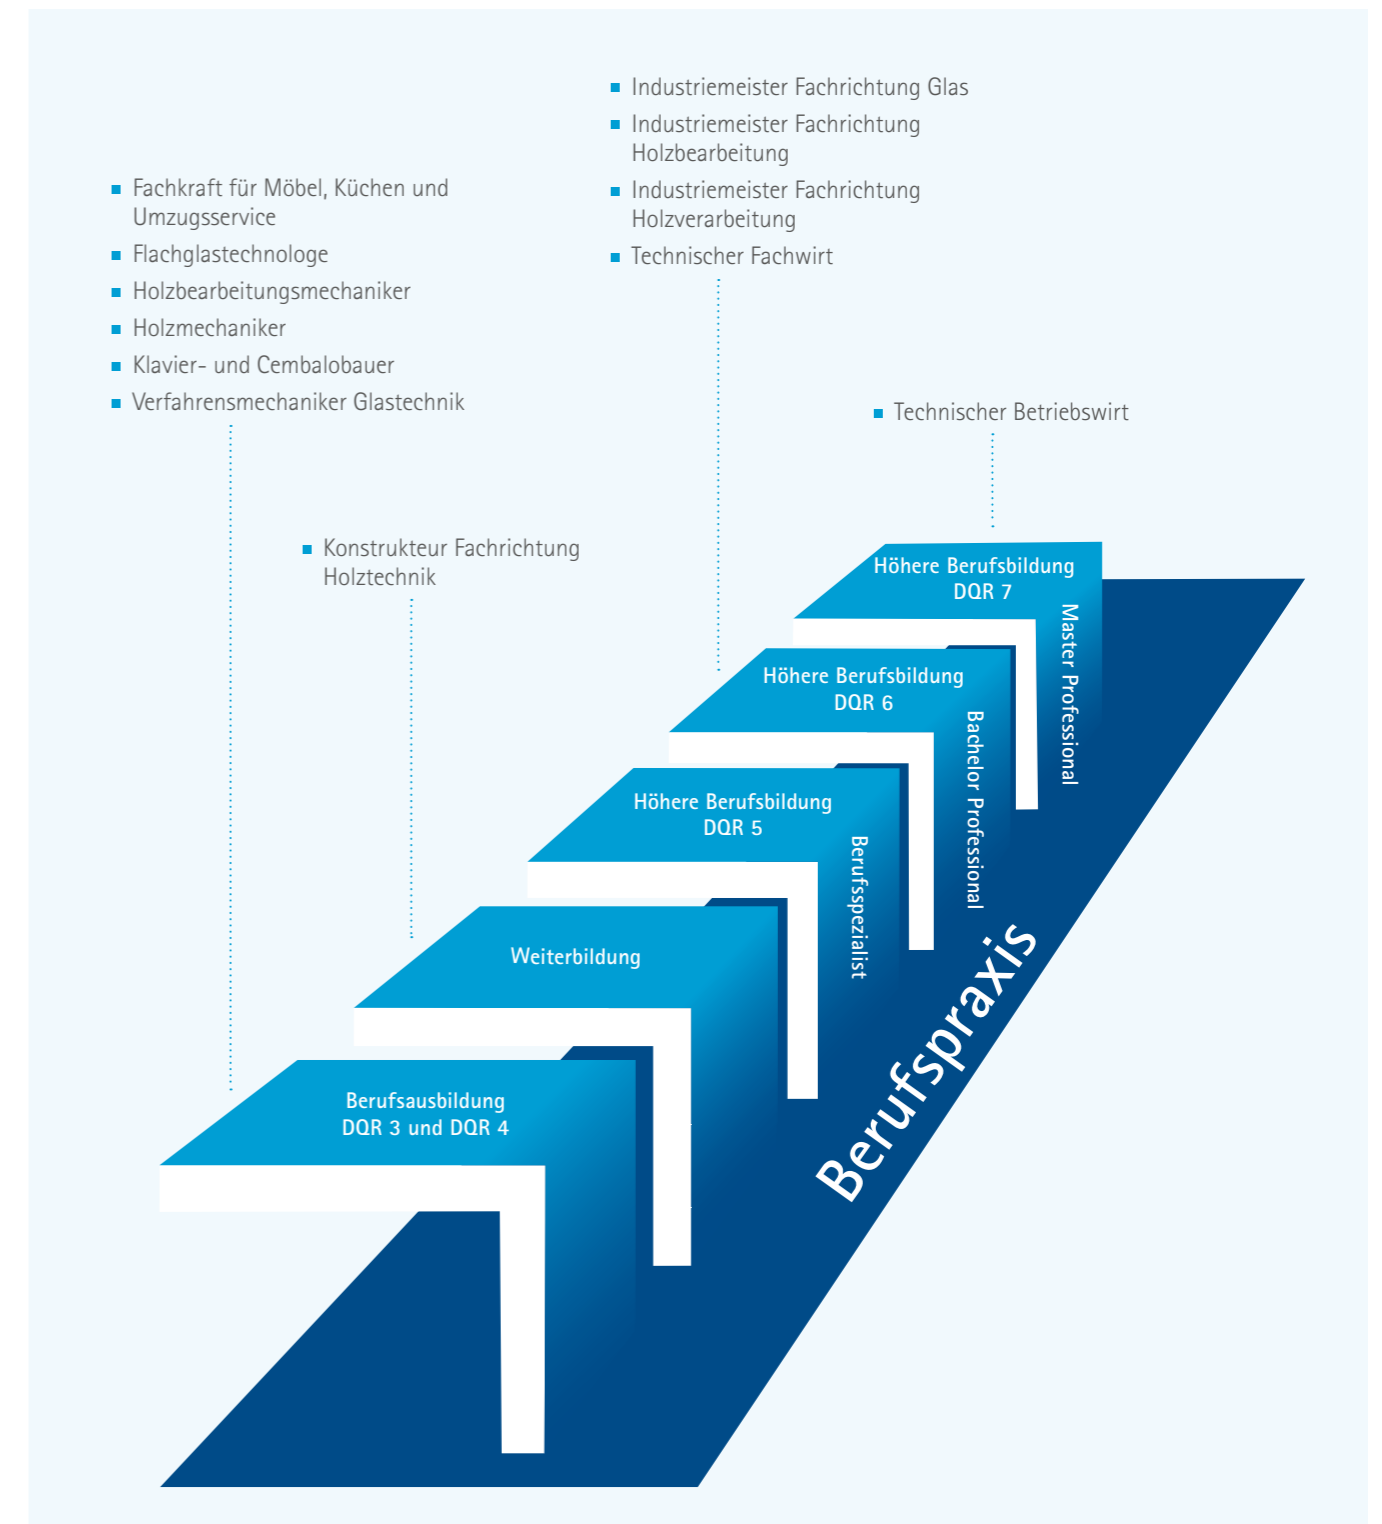 Industriemeister Fachrichtung Glas
Industriemeister Fachrichtung
Holzbearbeitung
Industriemeister Fachrichtung
Holzverarbeitung
Technischer Fachwirt
Fachkraft für Möbel, Küchen und
Umzugsservice
Flachglastechnologe
Holzbearbeitungsmechaniker
Holzmechaniker
Klavier- und Cembalobauer
Verfahrensmechaniker Glastechnik
Technischer Betriebswirt
Konstrukteur Fachrichtung
Holztechnik
Höhere Berufsbildung
DQR 7
Master Professional
Höhere Berufsbildung
DQR 6
Bachelor Professional
Höhere Berufsbildung
DQR 5
Berufsspezialist
Weiterbildung
Berufsausbildung
DQR 3 und DQR 4
Berufspraxis